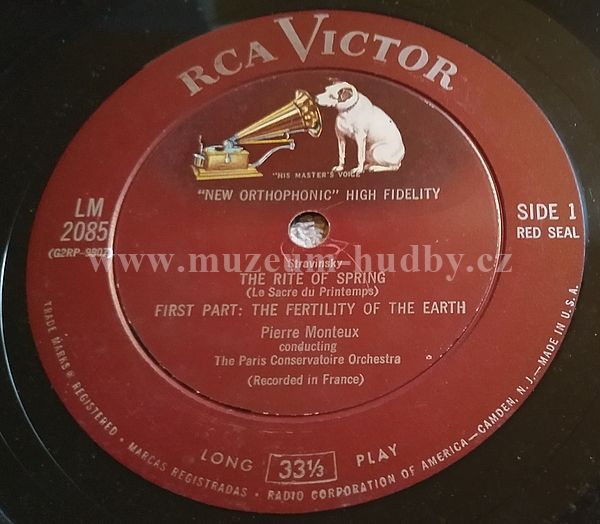 RCA VICTOR
"HIS MASTER'S VOICE"
"NEW ORTHOPHONIC" HIGH FIDELITY
LM
2085
SIDE 1
RED SEAL
Stravinsky
www.muzeum-hudby.cz
THE RITE OF SPRING
(Le Sacre du Printemps)
FIRST PART: THE FERTILITY OF THE EARTH
Pierre Monteux
conducting
The Paris Conservatoire Orchestra
(Recorded in France)
LONG 33⅓ PLAY
TRADE MARKS ® REGISTERED • MARCAS REGISTRADAS • RADIO CORPORATION OF AMERICA—CAMDEN, N. J.—MADE IN U.S.A.